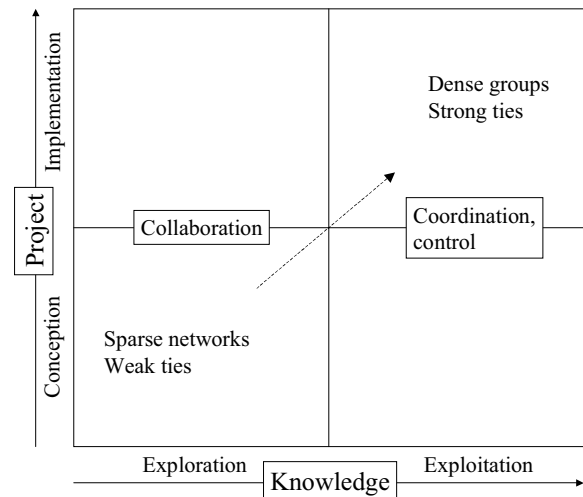 Implementation
Project
Conception
Dense groups
Strong ties
Collaboration
Coordination,
control
Sparse networks
Weak ties
Exploration
Knowledge
Exploitation